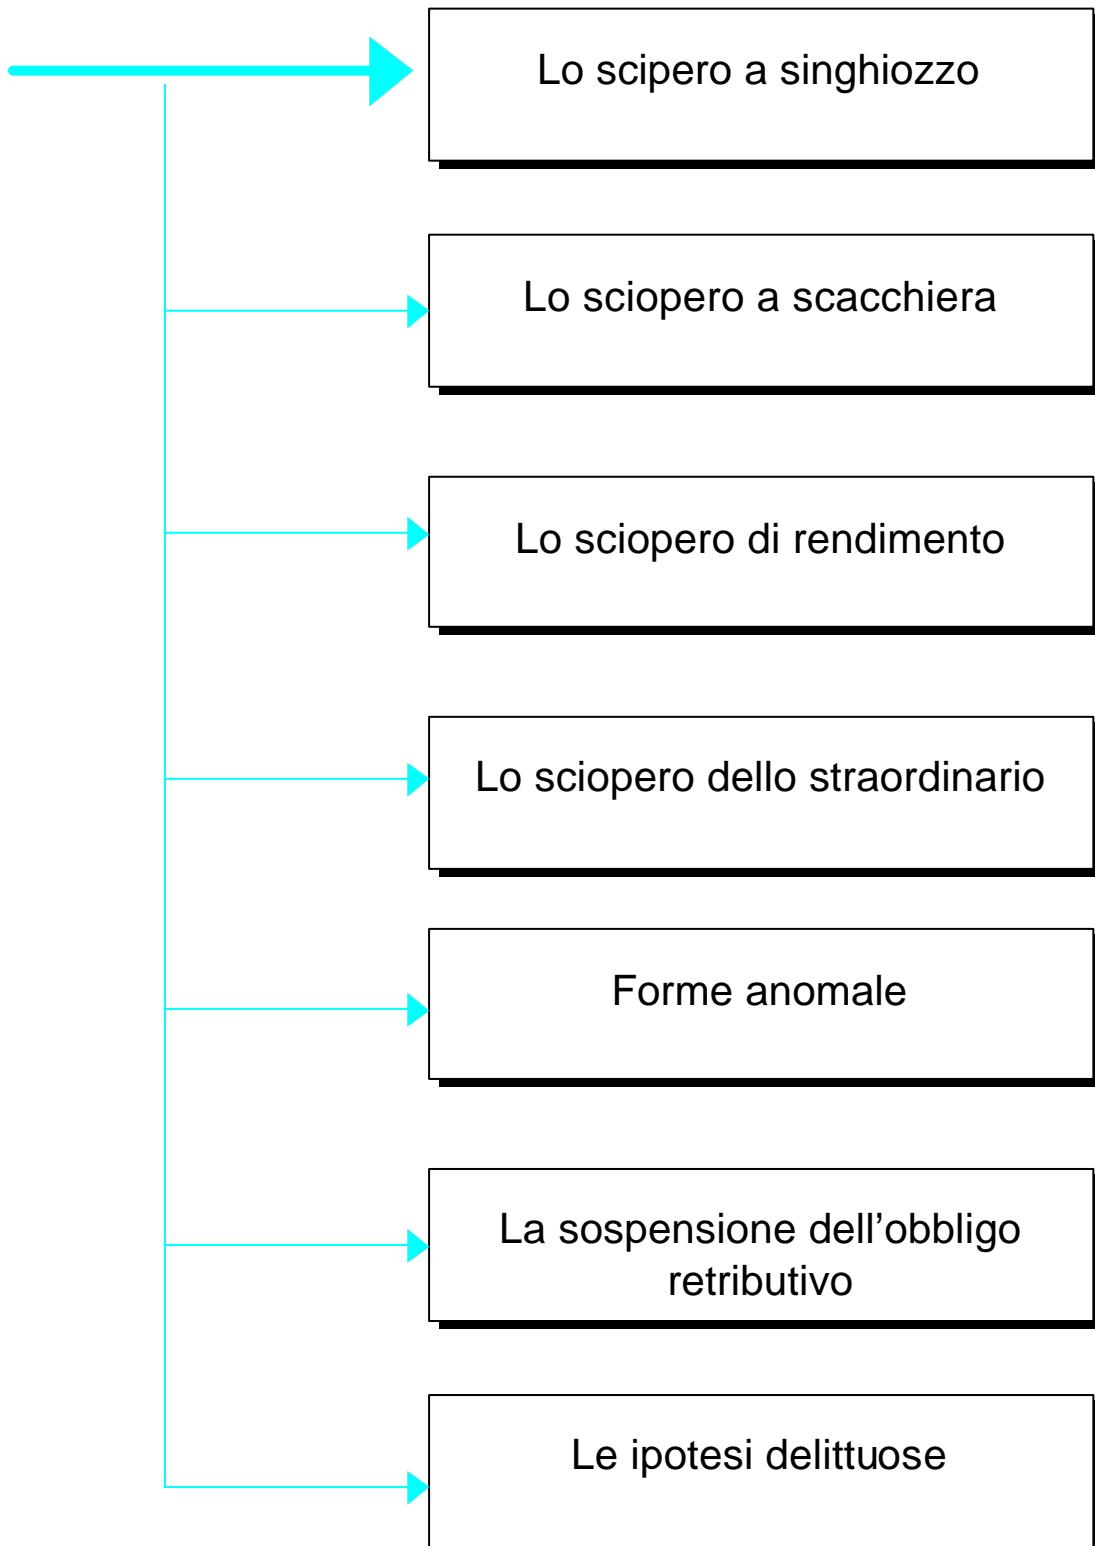 Lo scipero a singhiozzo
Lo sciopero a scacchiera
Lo sciopero di rendimento
Lo sciopero dello straordinario
Forme anomale
La sospensione dell’obbligo
retributivo
Le ipotesi delittuose